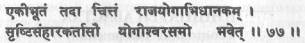 एकीभूतं तदा चित्तं राजयोगाभिधानकम् ।
सृष्टिसंहारकर्तासौ योगीश्वरसमो भवेत् ॥ ७७ ॥